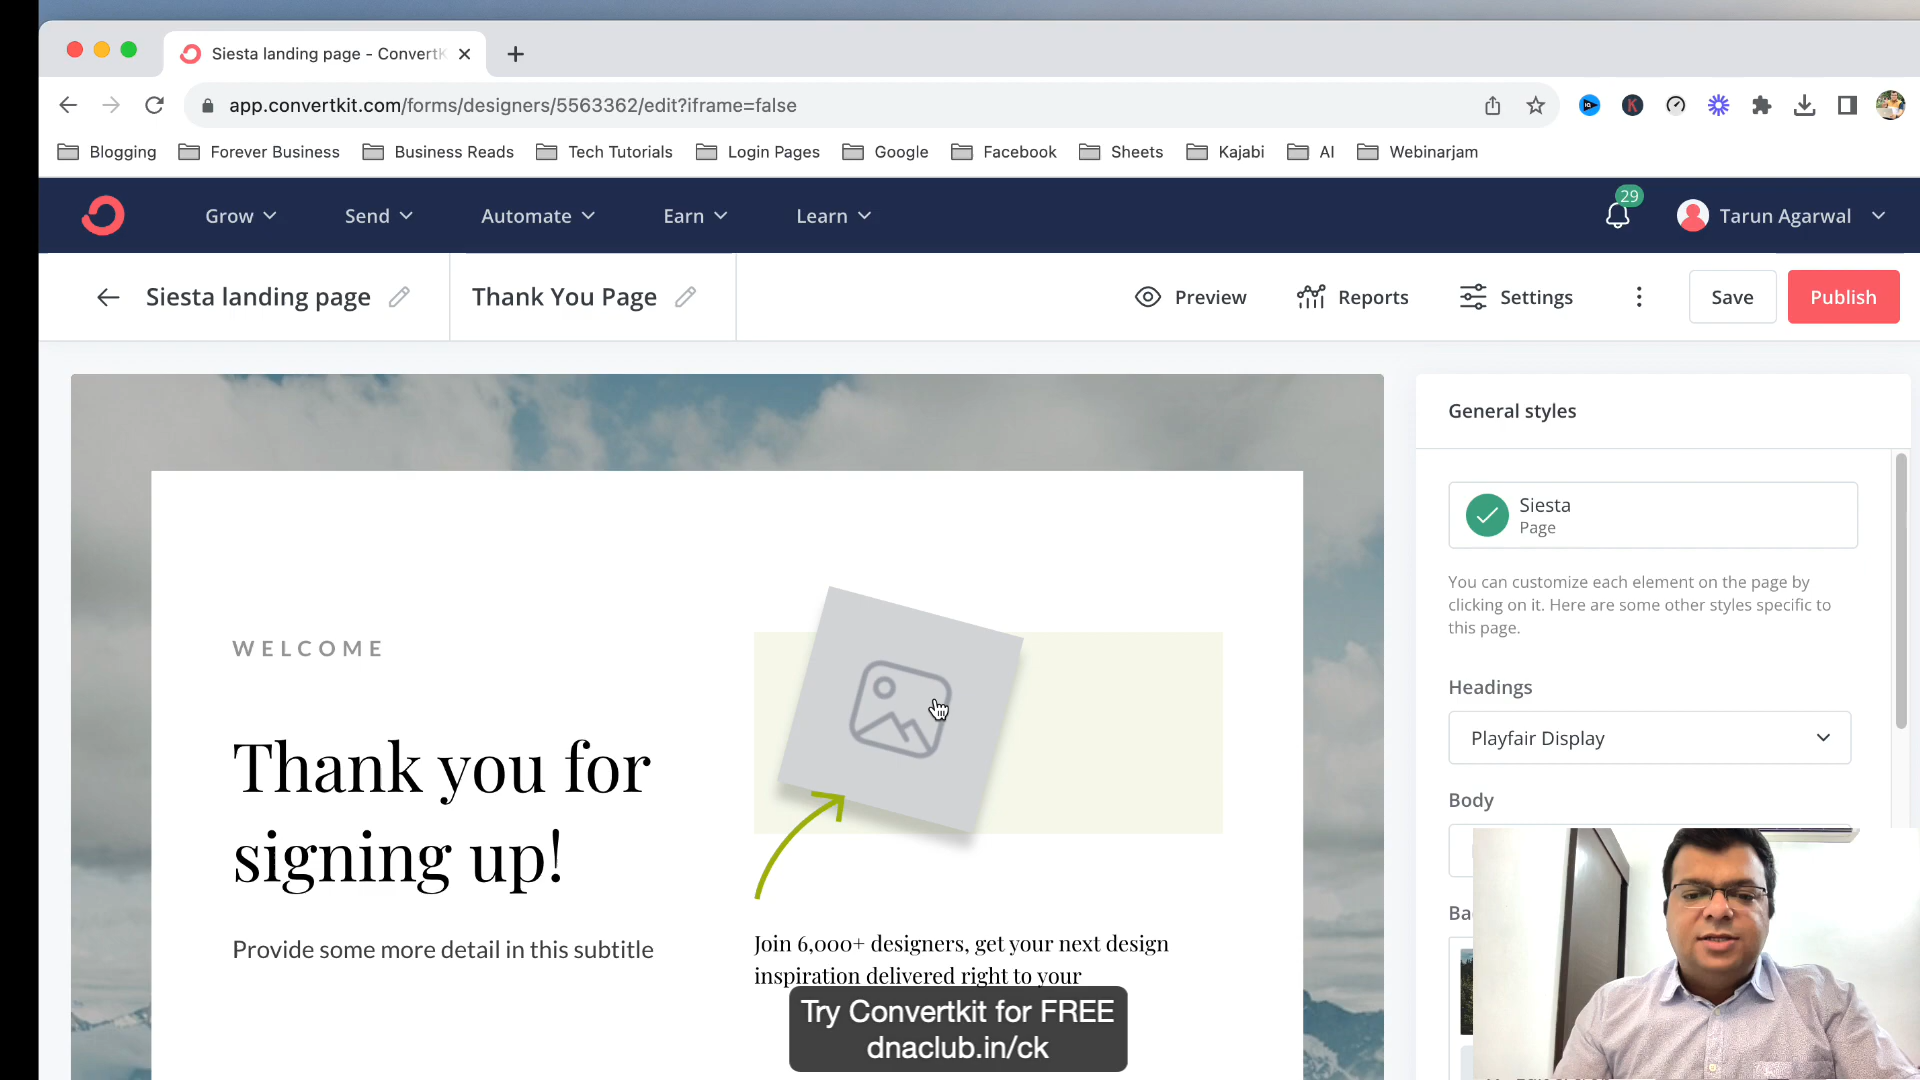 Siesta landing page - ConvertK
app.convertkit.com/forms/designers/5563362/edit?iframe=false
Blogging
Forever Business
Business Reads
Tech Tutorials
Login Pages
Google
Facebook
Sheets
Kajabi
AI
Webinarjam
Grow
Send
Automate
Earn
Learn
29
Tarun Agarwal
Siesta landing page
Thank You Page
Preview
Reports
Settings
Save
Publish
WELCOME
Thank you for
signing up!
Provide some more detail in this subtitle
Join 6,000+ designers, get your next design
inspiration delivered right to your
Try Convertkit for FREE
dnaclub.in/ck
General styles
Siesta
Page
You can customize each element on the page by
clicking on it. Here are some other styles specific to
this page.
Headings
Playfair Display
Body
Ba